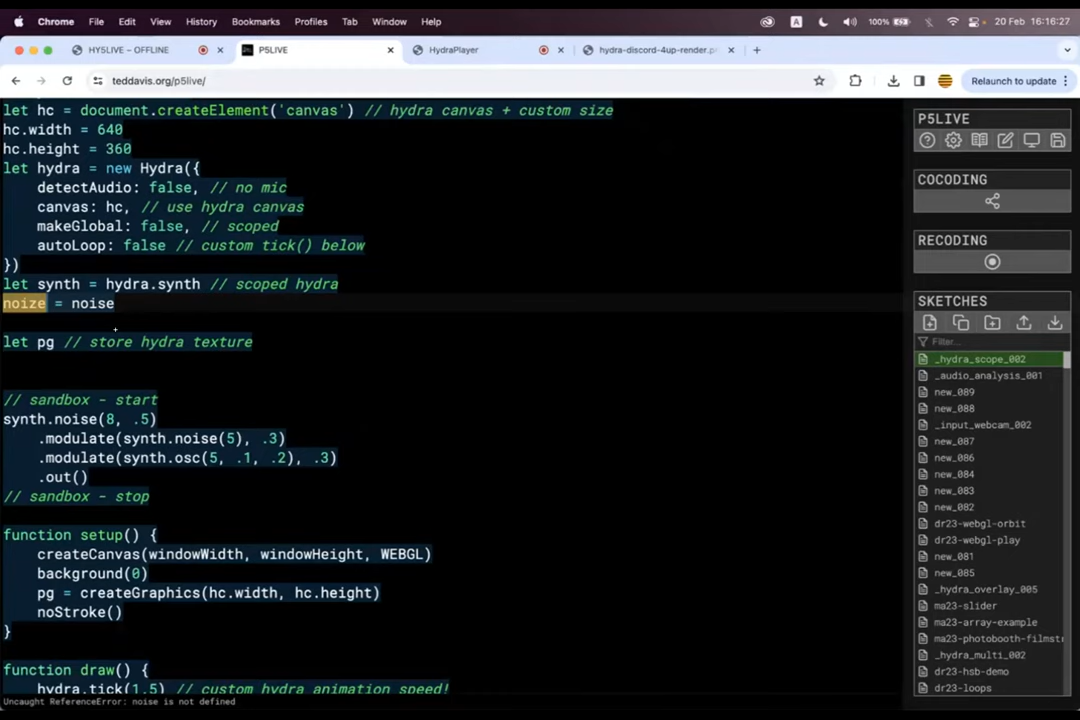 Chrome File Edit View History Bookmarks Profiles Tab Window Help A 100% 20 Feb 16:16:27
HY5LIVE – OFFLINE P5LIVE HydraPlayer hydra-discord-4up-render.p
teddavis.org/p5live/ Relaunch to update
let hc = document.createElement('canvas') // hydra canvas + custom size
hc.width = 640
hc.height = 360
let hydra = new Hydra({
detectAudio: false, // no mic
canvas: hc, // use hydra canvas
makeGlobal: false, // scoped
autoLoop: false // custom tick() below
})
let synth = hydra.synth // scoped hydra
noize = noise
let pg // store hydra texture
// sandbox - start
synth.noise(8, .5)
.modulate(synth.noise(5), .3)
.modulate(synth.osc(5, .1, .2), .3)
.out()
// sandbox - stop
function setup() {
createCanvas(windowWidth, windowHeight, WEBGL)
background(0)
pg = createGraphics(hc.width, hc.height)
noStroke()
}
function draw() {
hydra.tick(1.5) // custom hydra animation speed!
Uncaught ReferenceError: noise is not defined
P5LIVE
COCODING
RECODING
SKETCHES
Filter...
_hydra_scope_002
_audio_analysis_001
new_089
new_088
_input_webcam_002
new_087
new_086
new_084
new_083
new_082
dr23-webgl-orbit
dr23-webgl-play
new_081
new_085
_hydra_overlay_005
ma23-slider
ma23-array-example
ma23-photobooth-filmstr
_hydra_multi_002
dr23-hsb-demo
dr23-loops